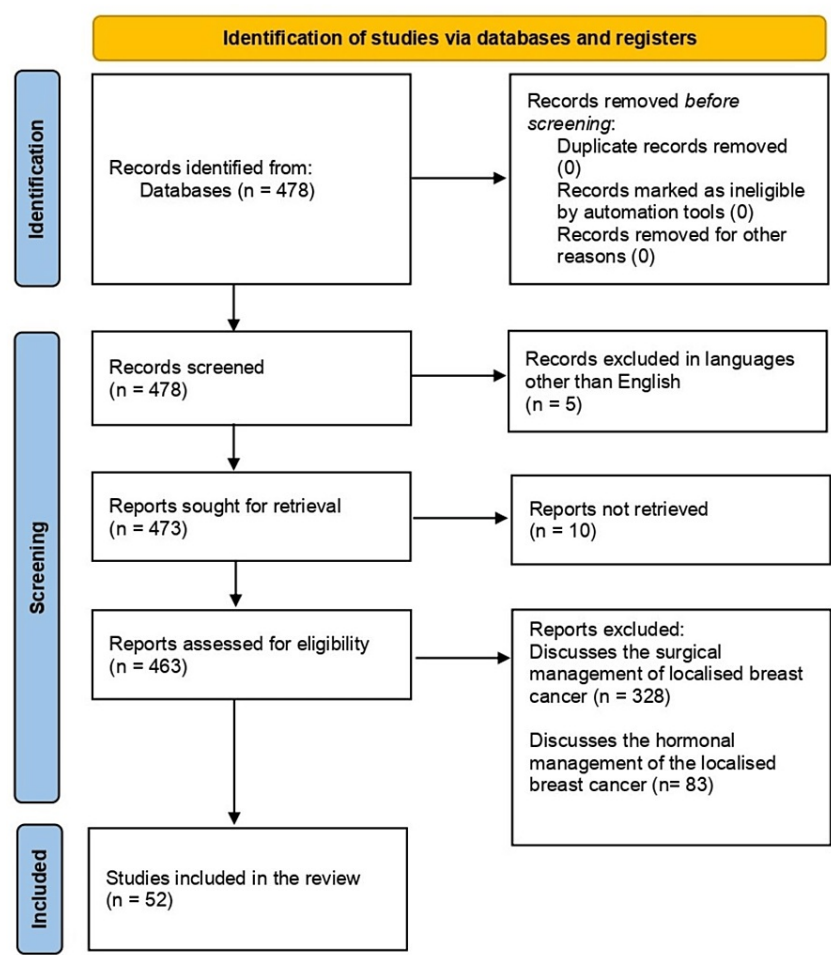 Identification of studies via databases and registers
Identification
Records identified from:
Databases (n = 478)
Records removed before
screening:
Duplicate records removed
(0)
Records marked as ineligible
by automation tools (0)
Records removed for other
reasons (0)
Screening
Records screened
(n = 478)
Records excluded in languages
other than English
(n = 5)
Reports sought for retrieval
(n = 473)
Reports not retrieved
(n = 10)
Reports assessed for eligibility
(n = 463)
Reports excluded:
Discusses the surgical
management of localised breast
cancer (n = 328)
Discusses the hormonal
management of the localised
breast cancer (n= 83)
Included
Studies included in the review
(n = 52)